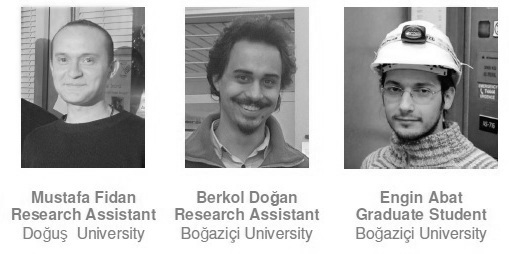 Mustafa Fidan
Research Assistant
Doğuş University
Berkol Doğan
Research Assistant
Boğaziçi University
Engin Abat
Graduate Student
Boğaziçi University